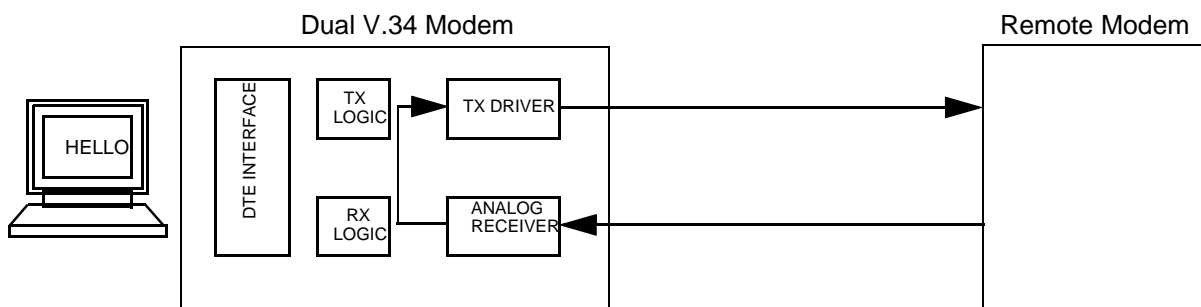 Dual V.34 Modem
Remote Modem
HELLO
DTE INTERFACE
TX
LOGIC
TX DRIVER
RX
LOGIC
ANALOG
RECEIVER